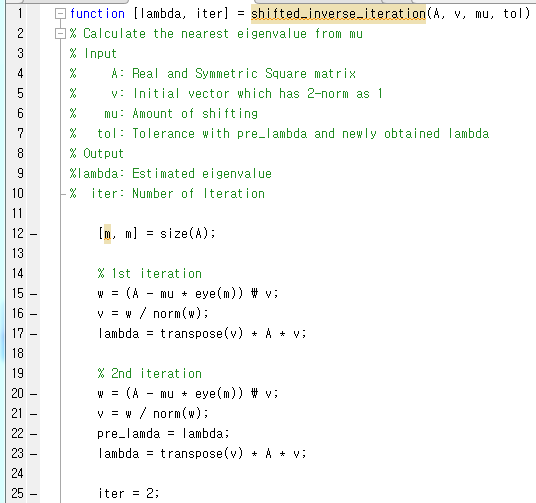 1 function [lambda, iter] = shifted_inverse_iteration(A, v, mu, tol)
2 % Calculate the nearest eigenvalue from mu
3 % Input
4 %     A: Real and Symmetric Square matrix
5 %     v: Initial vector which has 2-norm as 1
6 %    mu: Amount of shifting
7 %   tol: Tolerance with pre_lambda and newly obtained lambda
8 % Output
9 %lambda: Estimated eigenvalue
10 %  iter: Number of Iteration
11
12 –     [m, m] = size(A);
13
14     % 1st iteration
15 –     w = (A - mu * eye(m)) ₩ v;
16 –     v = w / norm(w);
17 –     lambda = transpose(v) * A * v;
18
19     % 2nd iteration
20 –     w = (A - mu * eye(m)) ₩ v;
21 –     v = w / norm(w);
22 –     pre_lamda = lambda;
23 –     lambda = transpose(v) * A * v;
24
25 –     iter = 2;